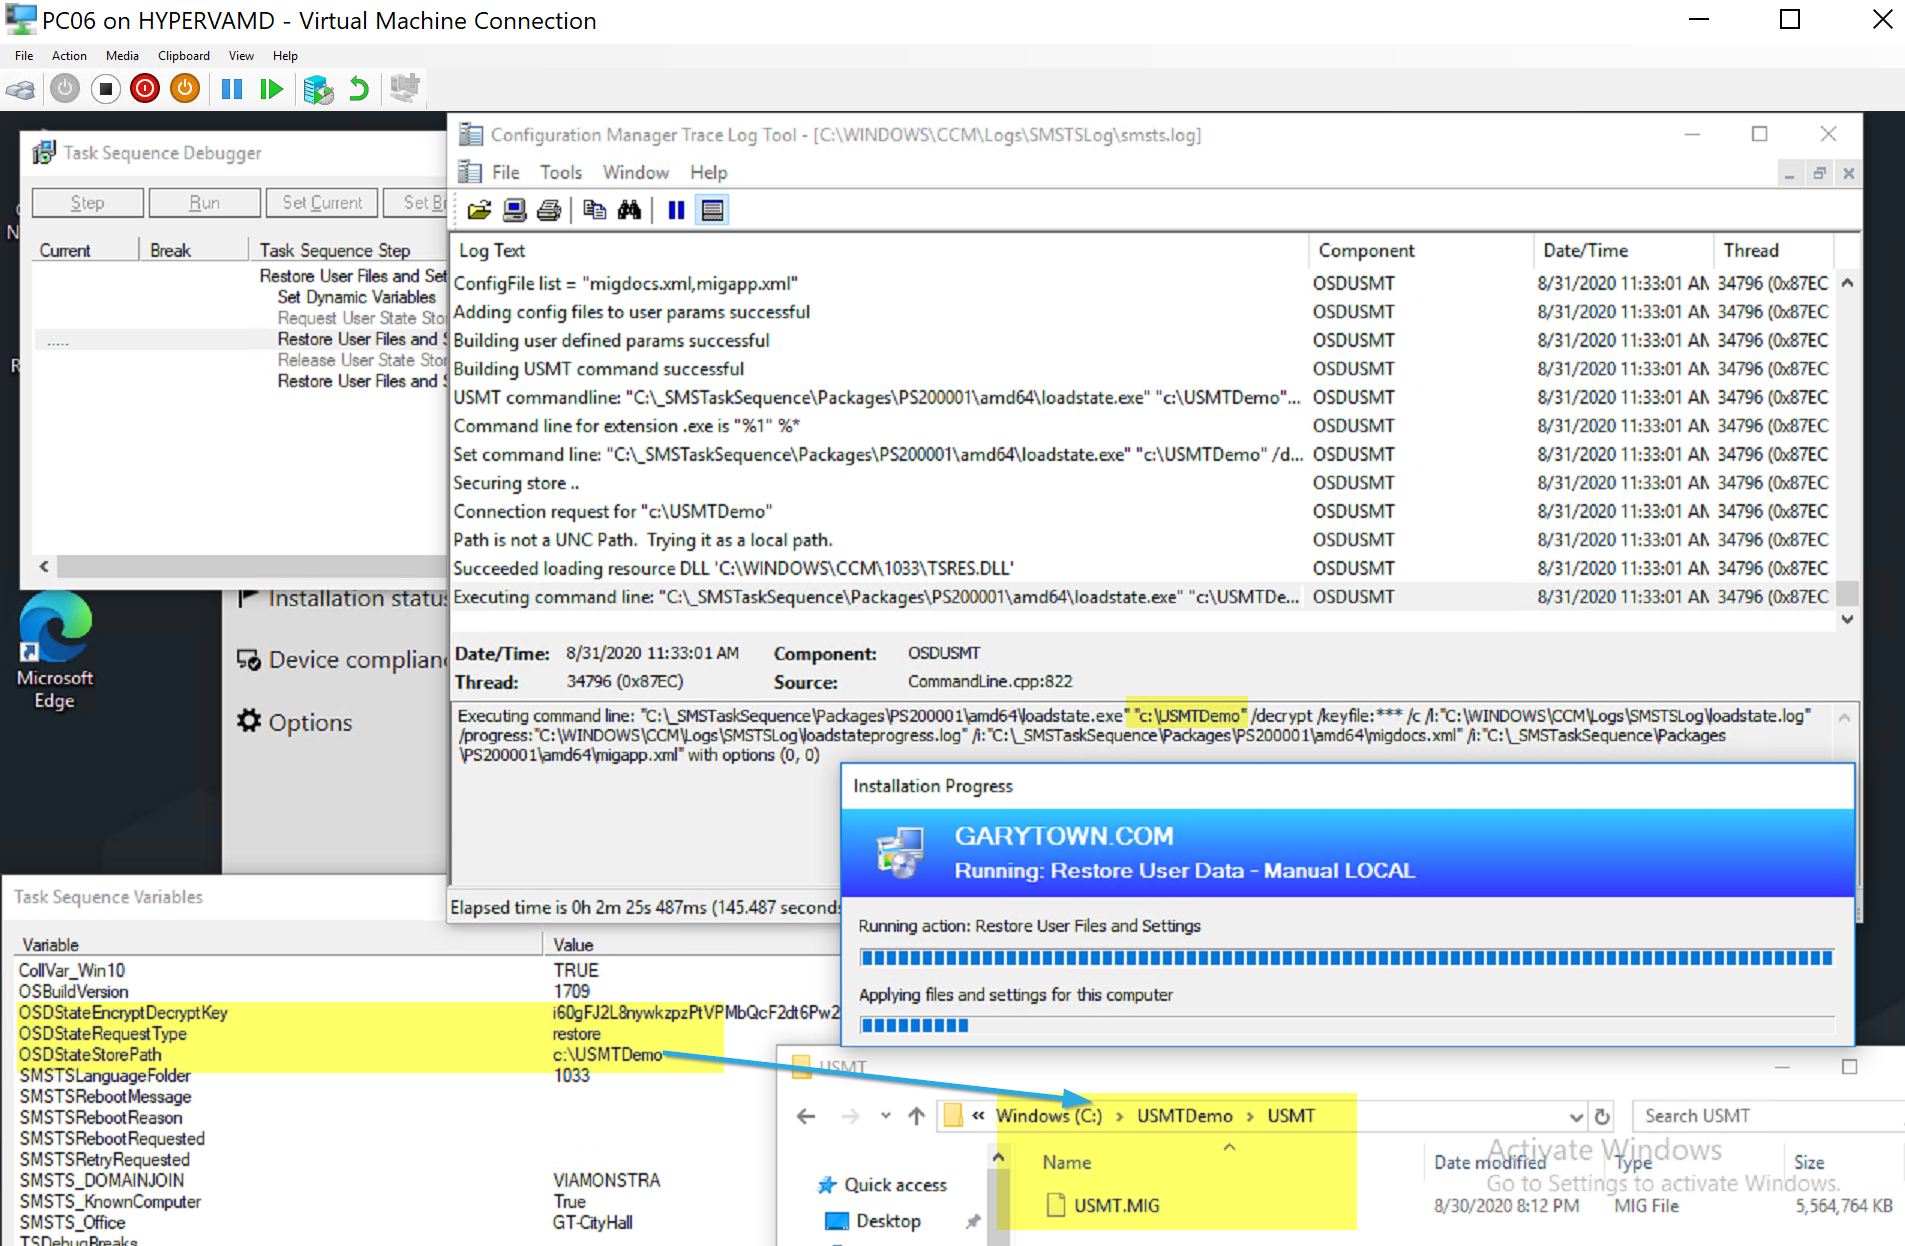 PC06 on HYPERVAMD - Virtual Machine Connection
File Action Media Clipboard View Help
Task Sequence Debugger
Step Run Set Current Set Br
Current Break Task Sequence Step
Restore User Files and Set
Set Dynamic Variables
Request User State Stor
..... Restore User Files and S
Release User State Stor
Restore User Files and S
Configuration Manager Trace Log Tool - [C:\WINDOWS\CCM\Logs\SMSTSLog\smsts.log]
File Tools Window Help
Log Text Component Date/Time Thread
ConfigFile list = "migdocs.xml,migapp.xml" OSDUSMT 8/31/2020 11:33:01 AM 34796 (0x87EC
Adding config files to user params successful OSDUSMT 8/31/2020 11:33:01 AM 34796 (0x87EC
Building user defined params successful OSDUSMT 8/31/2020 11:33:01 AM 34796 (0x87EC
Building USMT command successful OSDUSMT 8/31/2020 11:33:01 AM 34796 (0x87EC
USMT commandline: "C:\_SMSTaskSequence\Packages\PS200001\amd64\loadstate.exe" "c:\USMTDemo"... OSDUSMT 8/31/2020 11:33:01 AM 34796 (0x87EC
Command line for extension .exe is "%1" %* OSDUSMT 8/31/2020 11:33:01 AM 34796 (0x87EC
Set command line: "C:\_SMSTaskSequence\Packages\PS200001\amd64\loadstate.exe" "c:\USMTDemo" /d... OSDUSMT 8/31/2020 11:33:01 AM 34796 (0x87EC
Securing store .. OSDUSMT 8/31/2020 11:33:01 AM 34796 (0x87EC
Connection request for "c:\USMTDemo" OSDUSMT 8/31/2020 11:33:01 AM 34796 (0x87EC
Path is not a UNC Path. Trying it as a local path. OSDUSMT 8/31/2020 11:33:01 AM 34796 (0x87EC
Succeeded loading resource DLL 'C:\WINDOWS\CCM\1033\TSRES.DLL' OSDUSMT 8/31/2020 11:33:01 AM 34796 (0x87EC
Executing command line: "C:\_SMSTaskSequence\Packages\PS200001\amd64\loadstate.exe" "c:\USMTDe... OSDUSMT 8/31/2020 11:33:01 AM 34796 (0x87EC
Date/Time: 8/31/2020 11:33:01 AM Component: OSDUSMT
Thread: 34796 (0x87EC) Source: CommandLine.cpp:822
Executing command line: "C:\_SMSTaskSequence\Packages\PS200001\amd64\loadstate.exe" "c:\USMTDemo" /decrypt /keyfile:*** /c /l:"C:\WINDOWS\CCM\Logs\SMSTSLog\loadstate.log"
/progress:"C:\WINDOWS\CCM\Logs\SMSTSLog\loadstateprogress.log" /i:"C:\_SMSTaskSequence\Packages\PS200001\amd64\migdocs.xml" /i:"C:\_SMSTaskSequence\Packages
\PS200001\amd64\migapp.xml" with options (0, 0)
Elapsed time is 0h 2m 25s 487ms (145.487 seconds
Installation status
Device complianc
Options
Microsoft
Edge
Installation Progress
GARYTOWN.COM
Running: Restore User Data - Manual LOCAL
Running action: Restore User Files and Settings
Applying files and settings for this computer
Task Sequence Variables
Variable Value
CollVar_Win10 TRUE
OSBuildVersion 1709
OSDStateEncryptDecryptKey i60gFJ2L8nywkzpzPtVPMbQcF2dt6Pw2
OSDStateRequestType restore
OSDStateStorePath c:\USMTDemo
SMSTSLanguageFolder 1033
SMSTSRebootMessage
SMSTSRebootReason
SMSTSRebootRequested
SMSTSRetryRequested
SMSTS_DOMAINJOIN VIAMONSTRA
SMSTS_KnownComputer True
SMSTS_Office GT-CityHall
TSDebugBreaks
USMT
« Windows (C:) > USMTDemo > USMT Search USMT
Name Date modified Type Size
USMT.MIG 8/30/2020 8:12 PM MIG File 5,564,764 KB
Quick access
Desktop
Activate Windows
Go to Settings to activate Windows.